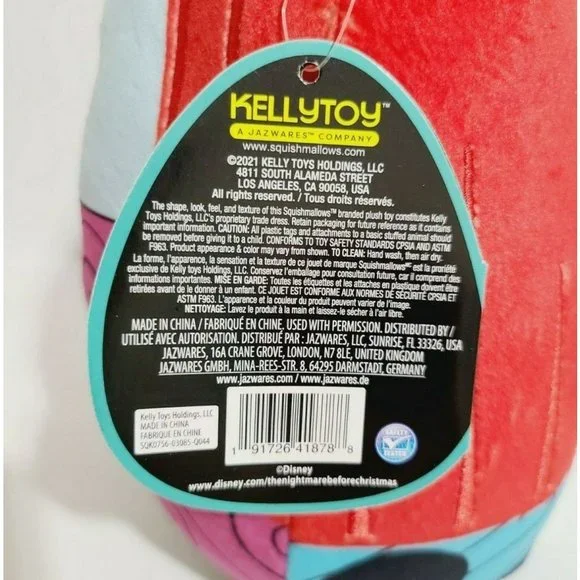 KELLYTOY™
A JAZWARES™ COMPANY
www.squishmallows.com
©2021 KELLY TOYS HOLDINGS, LLC
4811 SOUTH ALAMEDA STREET
LOS ANGELES, CA 90058, USA
All rights reserved. / Tous droits réservés.
The shape, look, feel, and texture of this Squishmallows™ branded plush toy constitutes Kelly
Toys Holdings, LLC's proprietary trade dress. Retain packaging for future reference as it contains
important information. CAUTION: All plastic tags and attachments to a basic stuffed animal should
be removed before giving it to a child. CONFORMS TO TOY SAFETY STANDARDS CPSIA AND ASTM
F963. Product appearance & color may vary from shown. TO CLEAN: Hand wash, then air dry.
La forme, l'apparence, la sensation et la texture de ce jouet de marque Squishmallows™ est la propriété
exclusive de Kelly toys Holdings, LLC. Conservez l'emballage pour consultation future, car il comprend des
informations importantes. MISE EN GARDE: Toutes les étiquettes et les attaches en plastique doivent être
retirées avant de le donner à un enfant. CE JOUET EST CONFORME AUX NORMES DE SÉCURITÉ CPSIA ET
ASTM F963. L'apparence et la couleur du produit peuvent varier de l'image.
NETTOYAGE: Lavez le produit à la main et laissez-le sécher à l'air libre.
MADE IN CHINA / FABRIQUÉ EN CHINE. USED WITH PERMISSION. DISTRIBUTED BY /
UTILISÉ AVEC AUTORISATION. DISTRIBUÉ PAR : JAZWARES, LLC, SUNRISE, FL 33326, USA
JAZWARES, 16A CRANE GROVE, LONDON, N7 8LE, UNITED KINGDOM
JAZWARES GMBH, MINA-REES-STR. 8, 64295 DARMSTADT, GERMANY
www.jazwares.com / www.jazwares.de
Kelly Toys Holdings, LLC
MADE IN CHINA
FABRIQUÉ EN CHINE
SQK0756-0308S-Q044
1 91726 41878 8
SAFETY
TESTED
©Disney
www.disney.com/thenightmarebeforechristmas